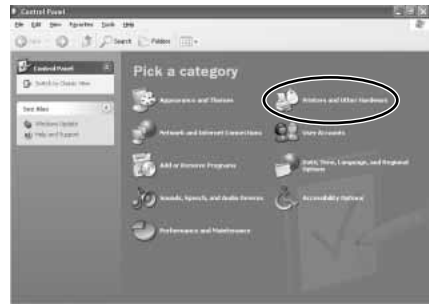 Control Panel
File Edit View Favorites Tools Help
Search Folders
Control Panel
Switch to Classic View
See Also
Windows Update
Help and Support
Pick a category
Appearance and Themes
Printers and Other Hardware
Network and Internet Connections
User Accounts
Add or Remove Programs
Date, Time, Language, and Regional
Options
Sounds, Speech, and Audio Devices
Accessibility Options
Performance and Maintenance